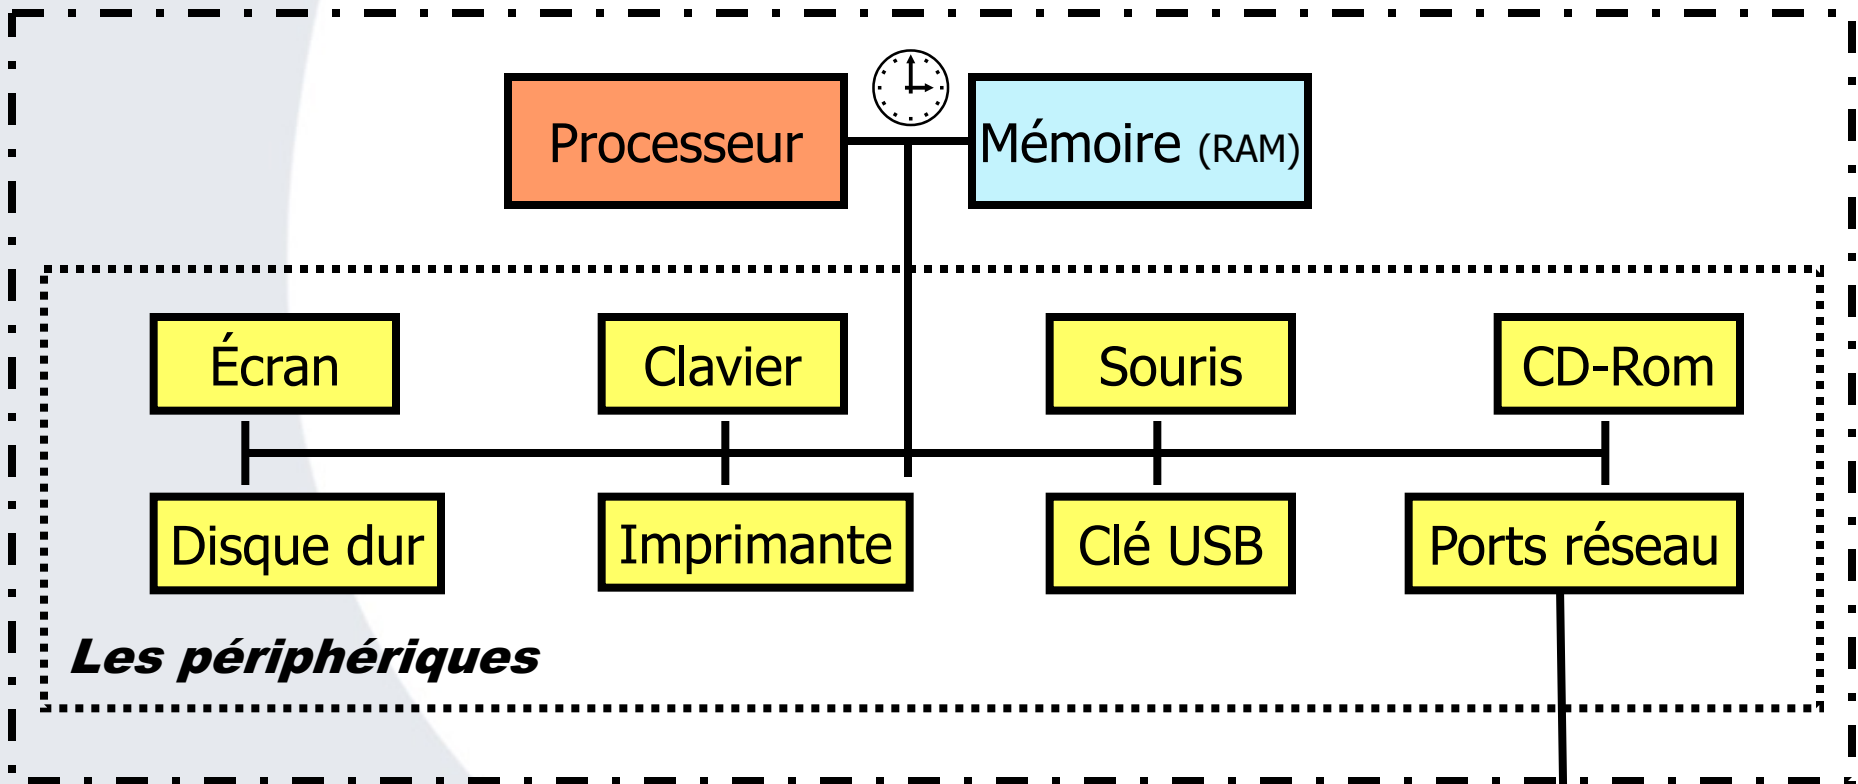 Processeur
Mémoire (RAM)
Écran
Clavier
Souris
CD-Rom
Disque dur
Imprimante
Clé USB
Ports réseau
Les périphériques